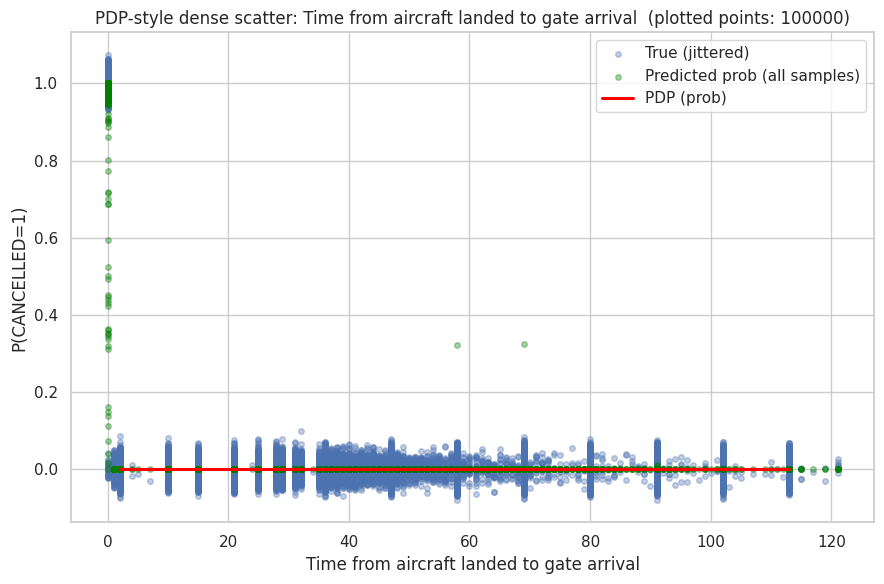 PDP-style dense scatter: Time from aircraft landed to gate arrival (plotted points: 100000)
True (jittered)
Predicted prob (all samples)
PDP (prob)
P(CANCELLED=1)
1.0
0.8
0.6
0.4
0.2
0.0
0 20 40 60 80 100 120
Time from aircraft landed to gate arrival